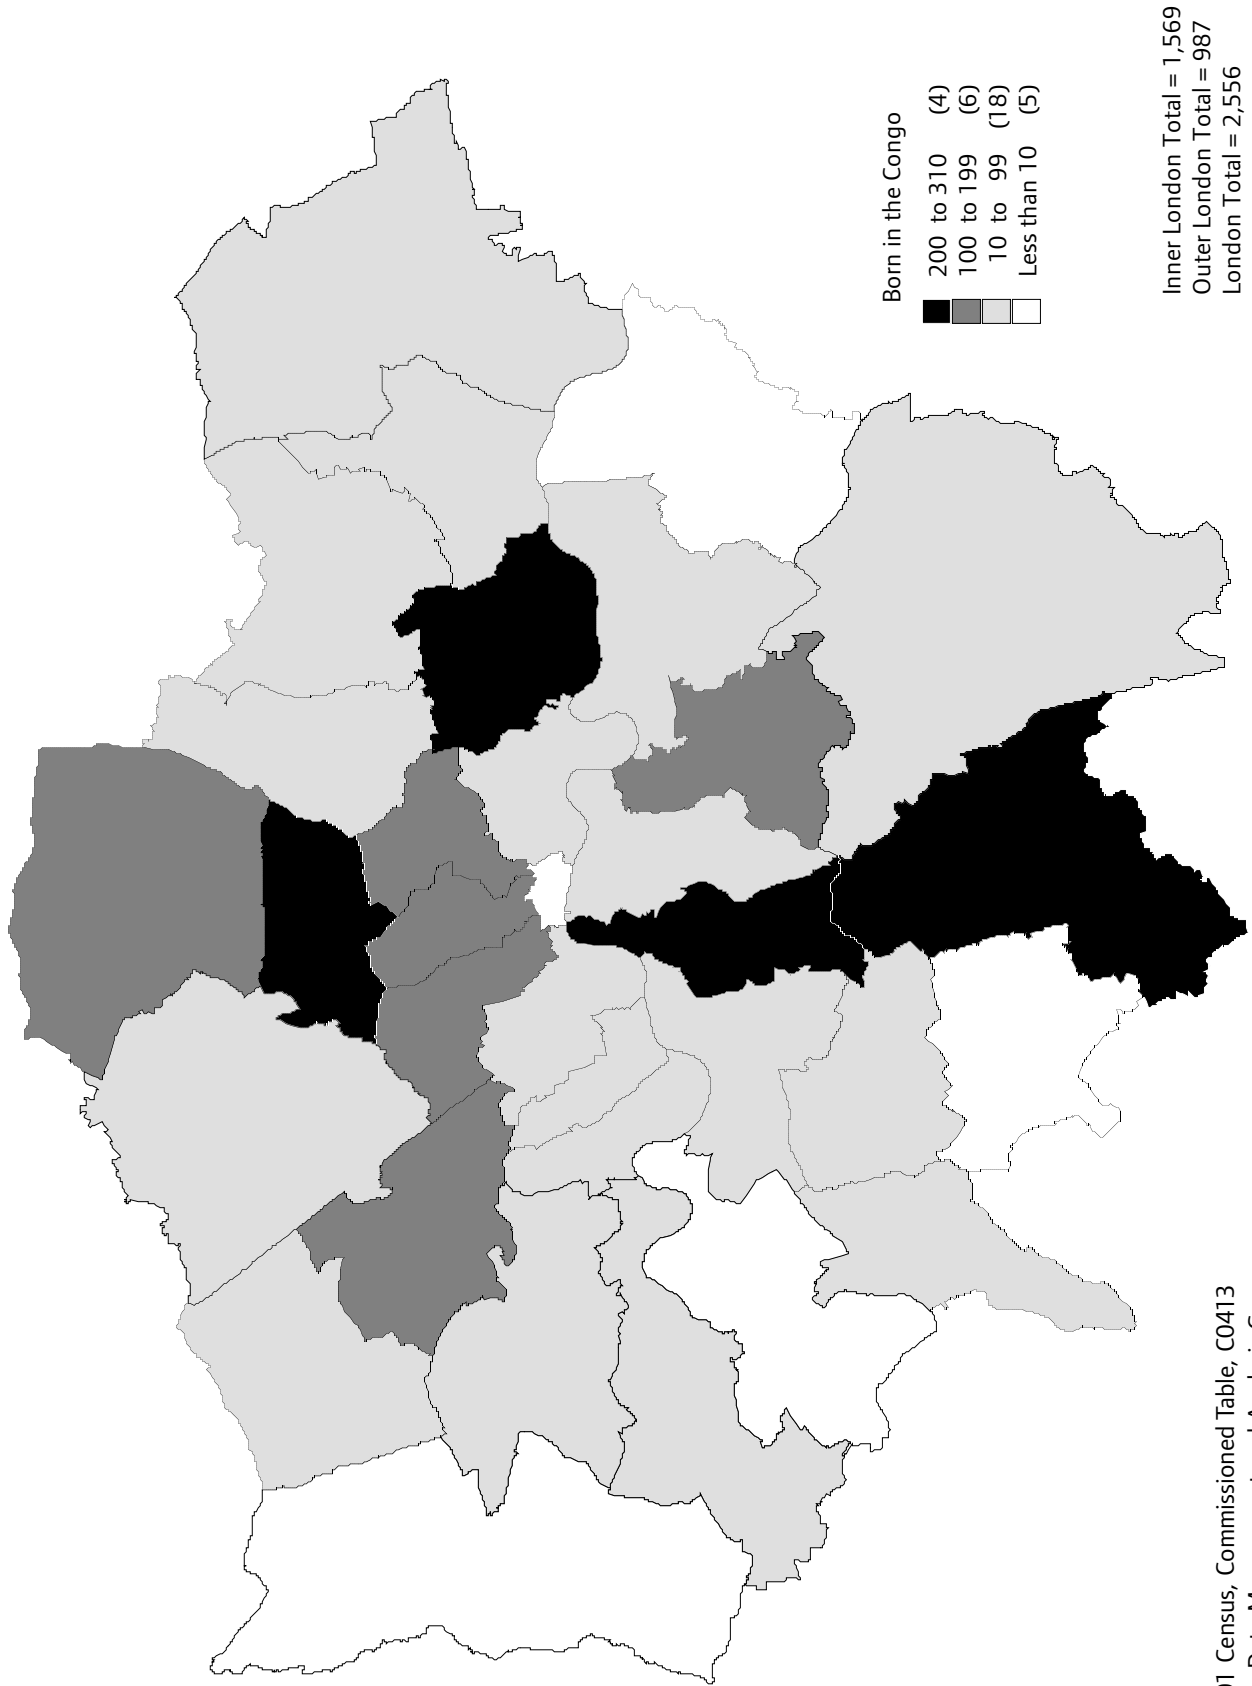 Born in the Congo
200 to 310 (4)
100 to 199 (6)
10 to 99 (18)
Less than 10 (5)
Inner London Total = 1,569
Outer London Total = 987
London Total = 2,556
Census, Commissioned Table, C0413